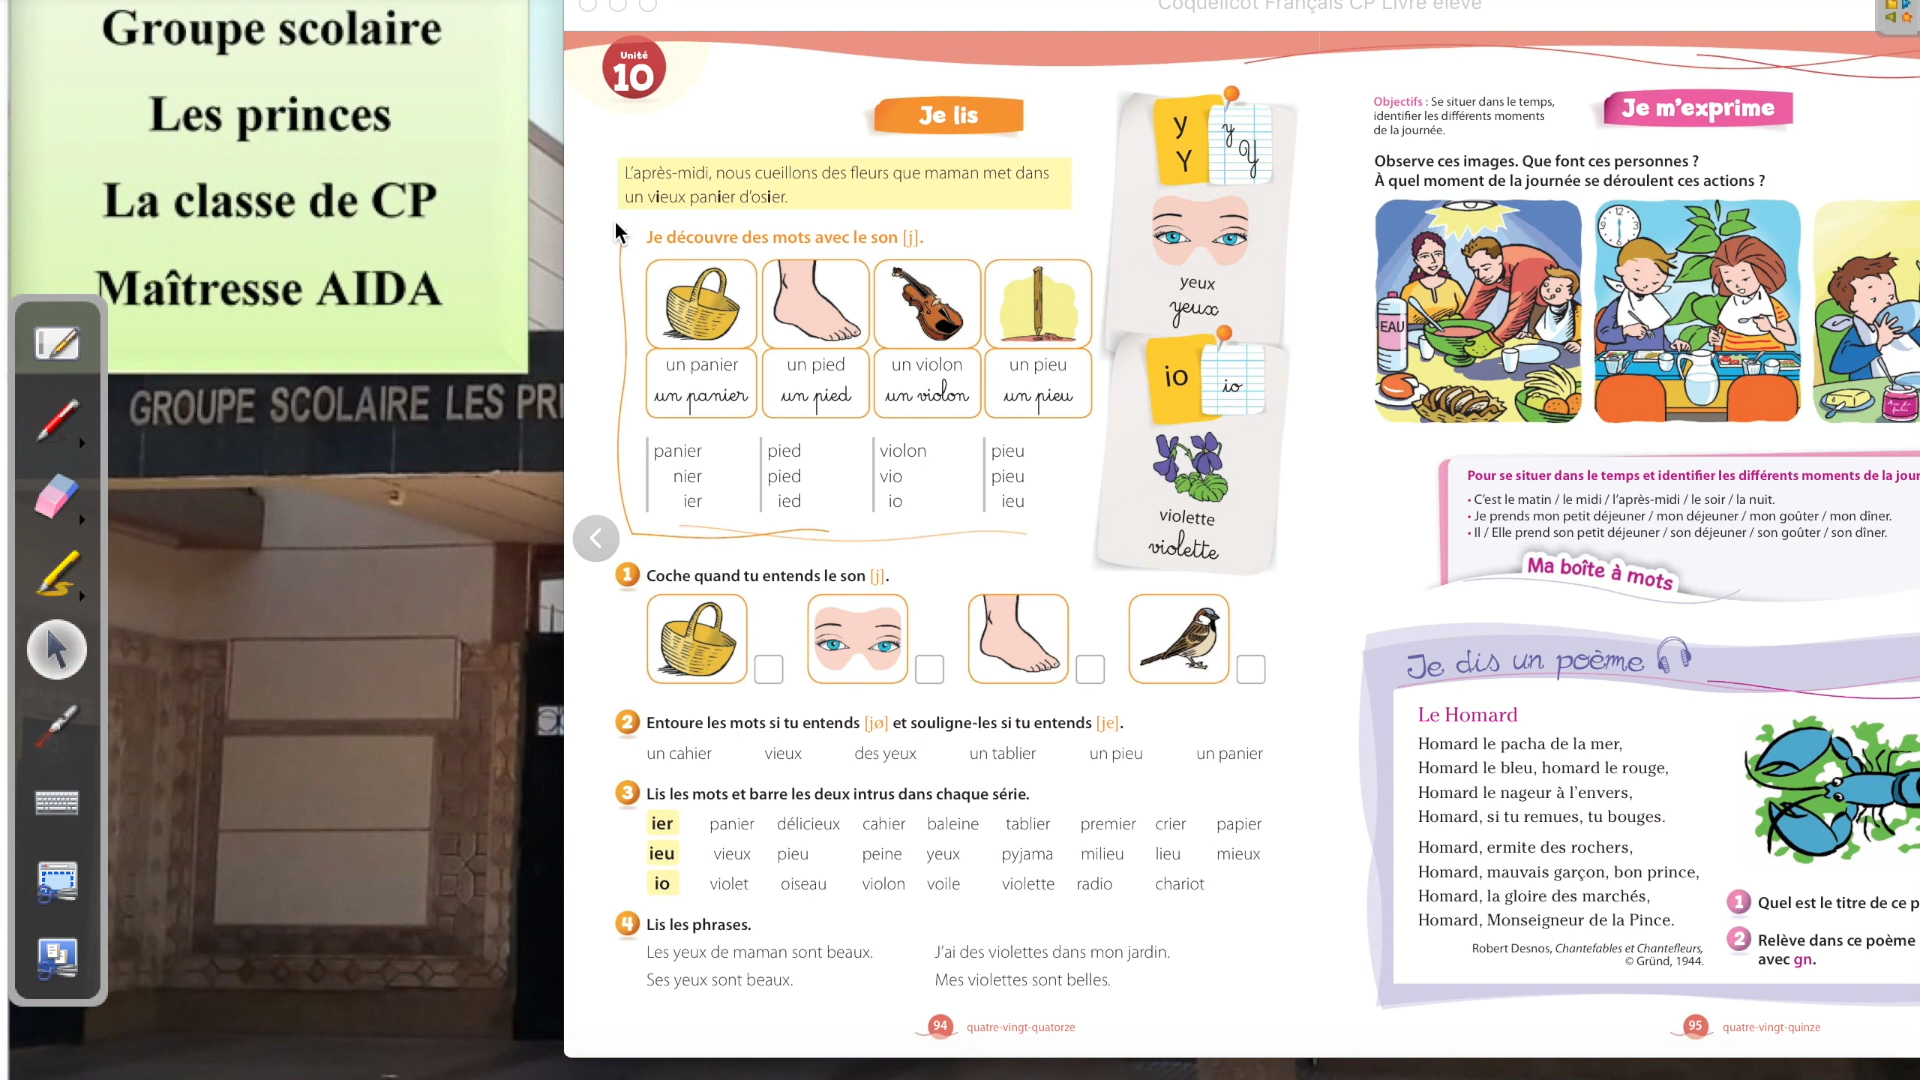 Groupe scolaire
Les princes
La classe de CP
Maîtresse AIDA
GROUPE SCOLAIRE LES PRI
Coquelicot Français CP Livre élève
Unité
10
Je lis
L'après-midi, nous cueillons des fleurs que maman met dans
un vieux panier d'osier.
Je découvre des mots avec le son [j].
un panier un pied un violon un pieu
un panier un pied un violon un pieu
panier pied violon pieu
nier pied vio pieu
ier ied io ieu
y y
Y Y
yeux
yeux
io io
violette
violette
1 Coche quand tu entends le son [j].
2 Entoure les mots si tu entends [jø] et souligne-les si tu entends [je].
un cahier vieux des yeux un tablier un pieu un panier
3 Lis les mots et barre les deux intrus dans chaque série.
ier panier délicieux cahier baleine tablier premier crier papier
ieu vieux pieu peine yeux pyjama milieu lieu mieux
io violet oiseau violon voile violette radio chariot
4 Lis les phrases.
Les yeux de maman sont beaux. J'ai des violettes dans mon jardin.
Ses yeux sont beaux. Mes violettes sont belles.
94 quatre-vingt-quatorze
Objectifs : Se situer dans le temps,
identifier les différents moments
de la journée.
Je m'exprime
Observe ces images. Que font ces personnes ?
À quel moment de la journée se déroulent ces actions ?
12
EAU
Pour se situer dans le temps et identifier les différents moments de la jour
• C'est le matin / le midi / l'après-midi / le soir / la nuit.
• Je prends mon petit déjeuner / mon déjeuner / mon goûter / mon dîner.
• Il / Elle prend son petit déjeuner / son déjeuner / son goûter / son dîner.
Ma boîte à mots
Je dis un poème
Le Homard
Homard le pacha de la mer,
Homard le bleu, homard le rouge,
Homard le nageur à l'envers,
Homard, si tu remues, tu bouges.
Homard, ermite des rochers,
Homard, mauvais garçon, bon prince,
Homard, la gloire des marchés,
Homard, Monseigneur de la Pince.
Robert Desnos, Chantefables et Chantefleurs,
© Gründ, 1944.
1 Quel est le titre de ce p
2 Relève dans ce poème
avec gn.
95 quatre-vingt-quinze